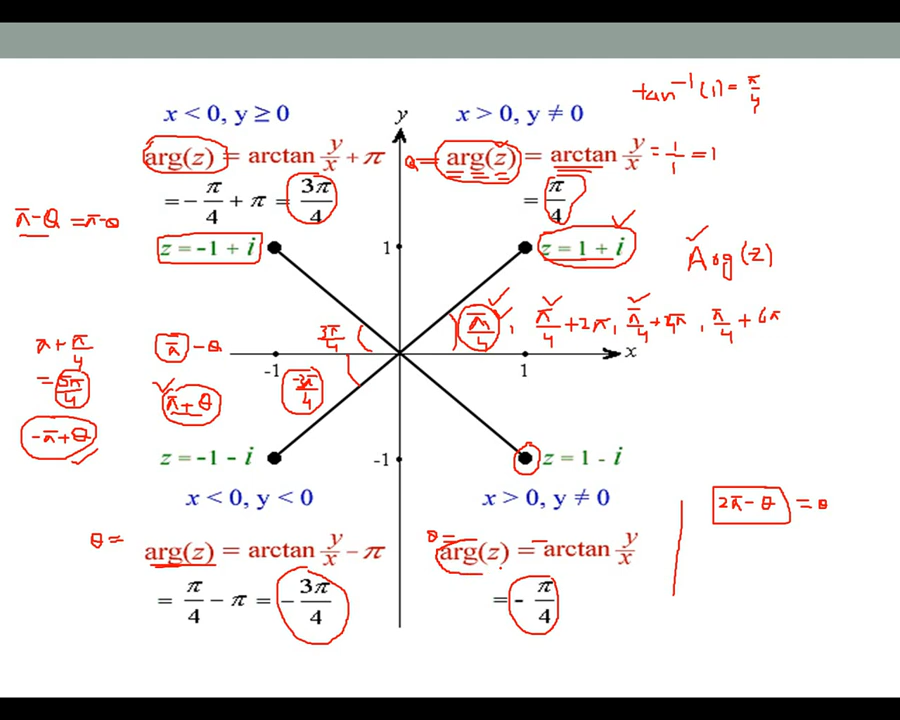 tan⁻¹(1) = π/4
x < 0, y ≥ 0
x > 0, y ≠ 0
y
arg(z) = arctan y/x + π
θ = arg(z) = arctan y/x = 1/1 = 1
= -π/4 + π = 3π/4
= π/4
π-θ = π-θ
z = -1 + i
1
z = 1 + i
Arg(z)
3π/4
π/4, π/4 + 2π, π/4 + 4π, π/4 + 6π
π + π/4
π - θ
x
-1
1
= 5π/4
π + θ
-3π/4
-π + θ
z = -1 - i
-1
z = 1 - i
x < 0, y < 0
x > 0, y ≠ 0
2π - θ = θ
θ =
arg(z) = arctan y/x - π
θ =
arg(z) = - arctan y/x
= π/4 - π = -3π/4
= -π/4